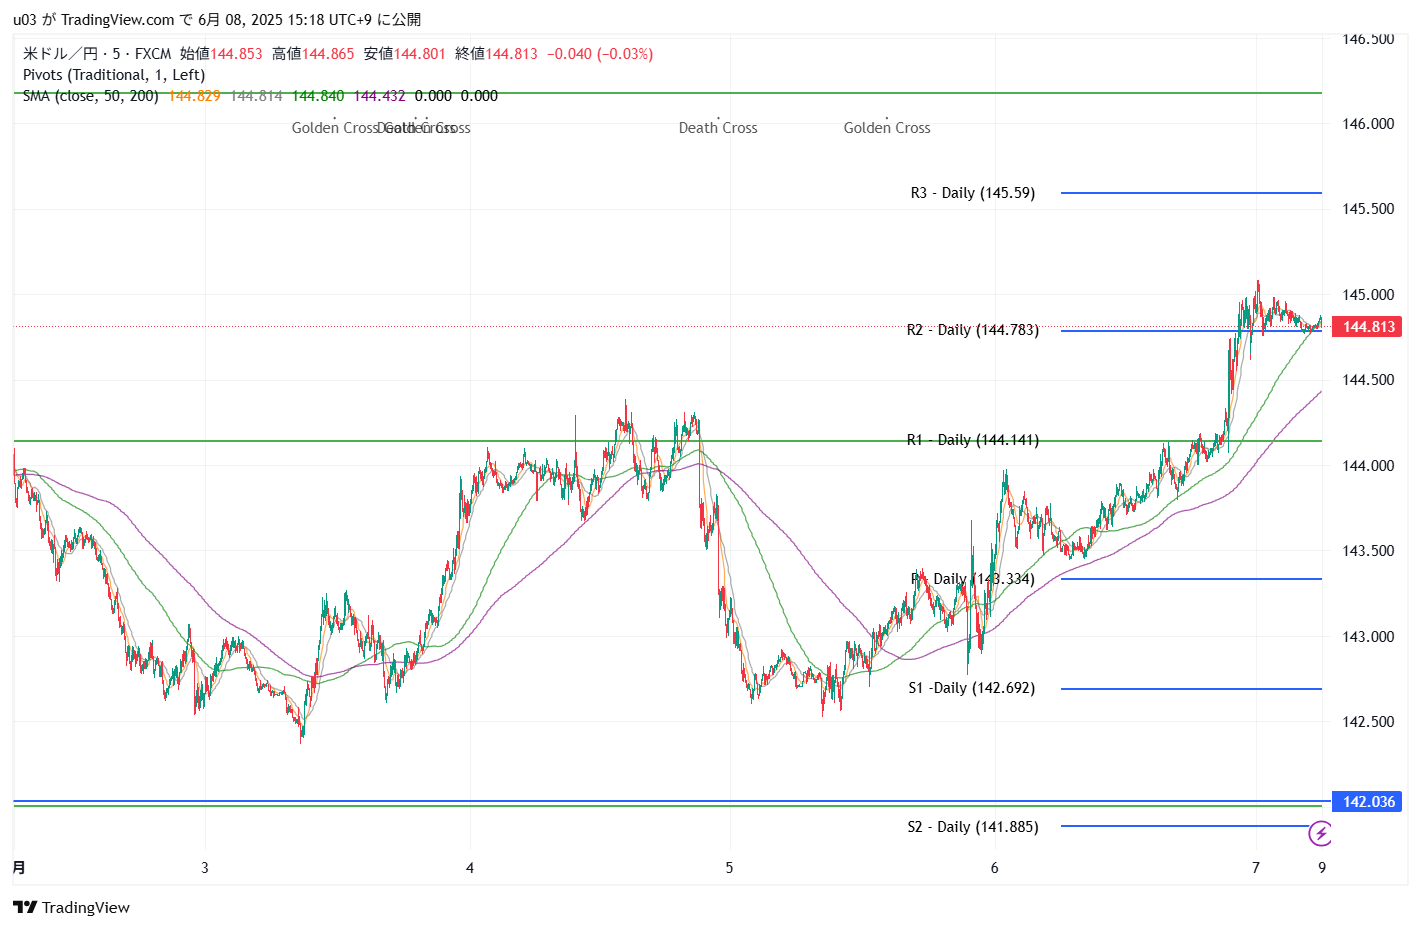 u03 が TradingView.com で 6月 08, 2025 15:18 UTC+9 に公開
米ドル／円 · 5 · FXCM 始値144.853 高値144.865 安値144.801 終値144.813 −0.040 (−0.03%)
Pivots (Traditional, 1, Left)
SMA (close, 50, 200) 144.829 144.814 144.840 144.432 0.000 0.000
Golden Cross Death Cross Golden Cross Death Cross Golden Cross
146.500
146.000
R3 - Daily (145.59)
145.500
145.000
R2 - Daily (144.783)
144.813
144.500
R1 - Daily (144.141)
144.000
143.500
P - Daily (143.334)
143.000
S1 -Daily (142.692)
142.500
142.036
S2 - Daily (141.885)
月 3 4 5 6 7 9
TradingView